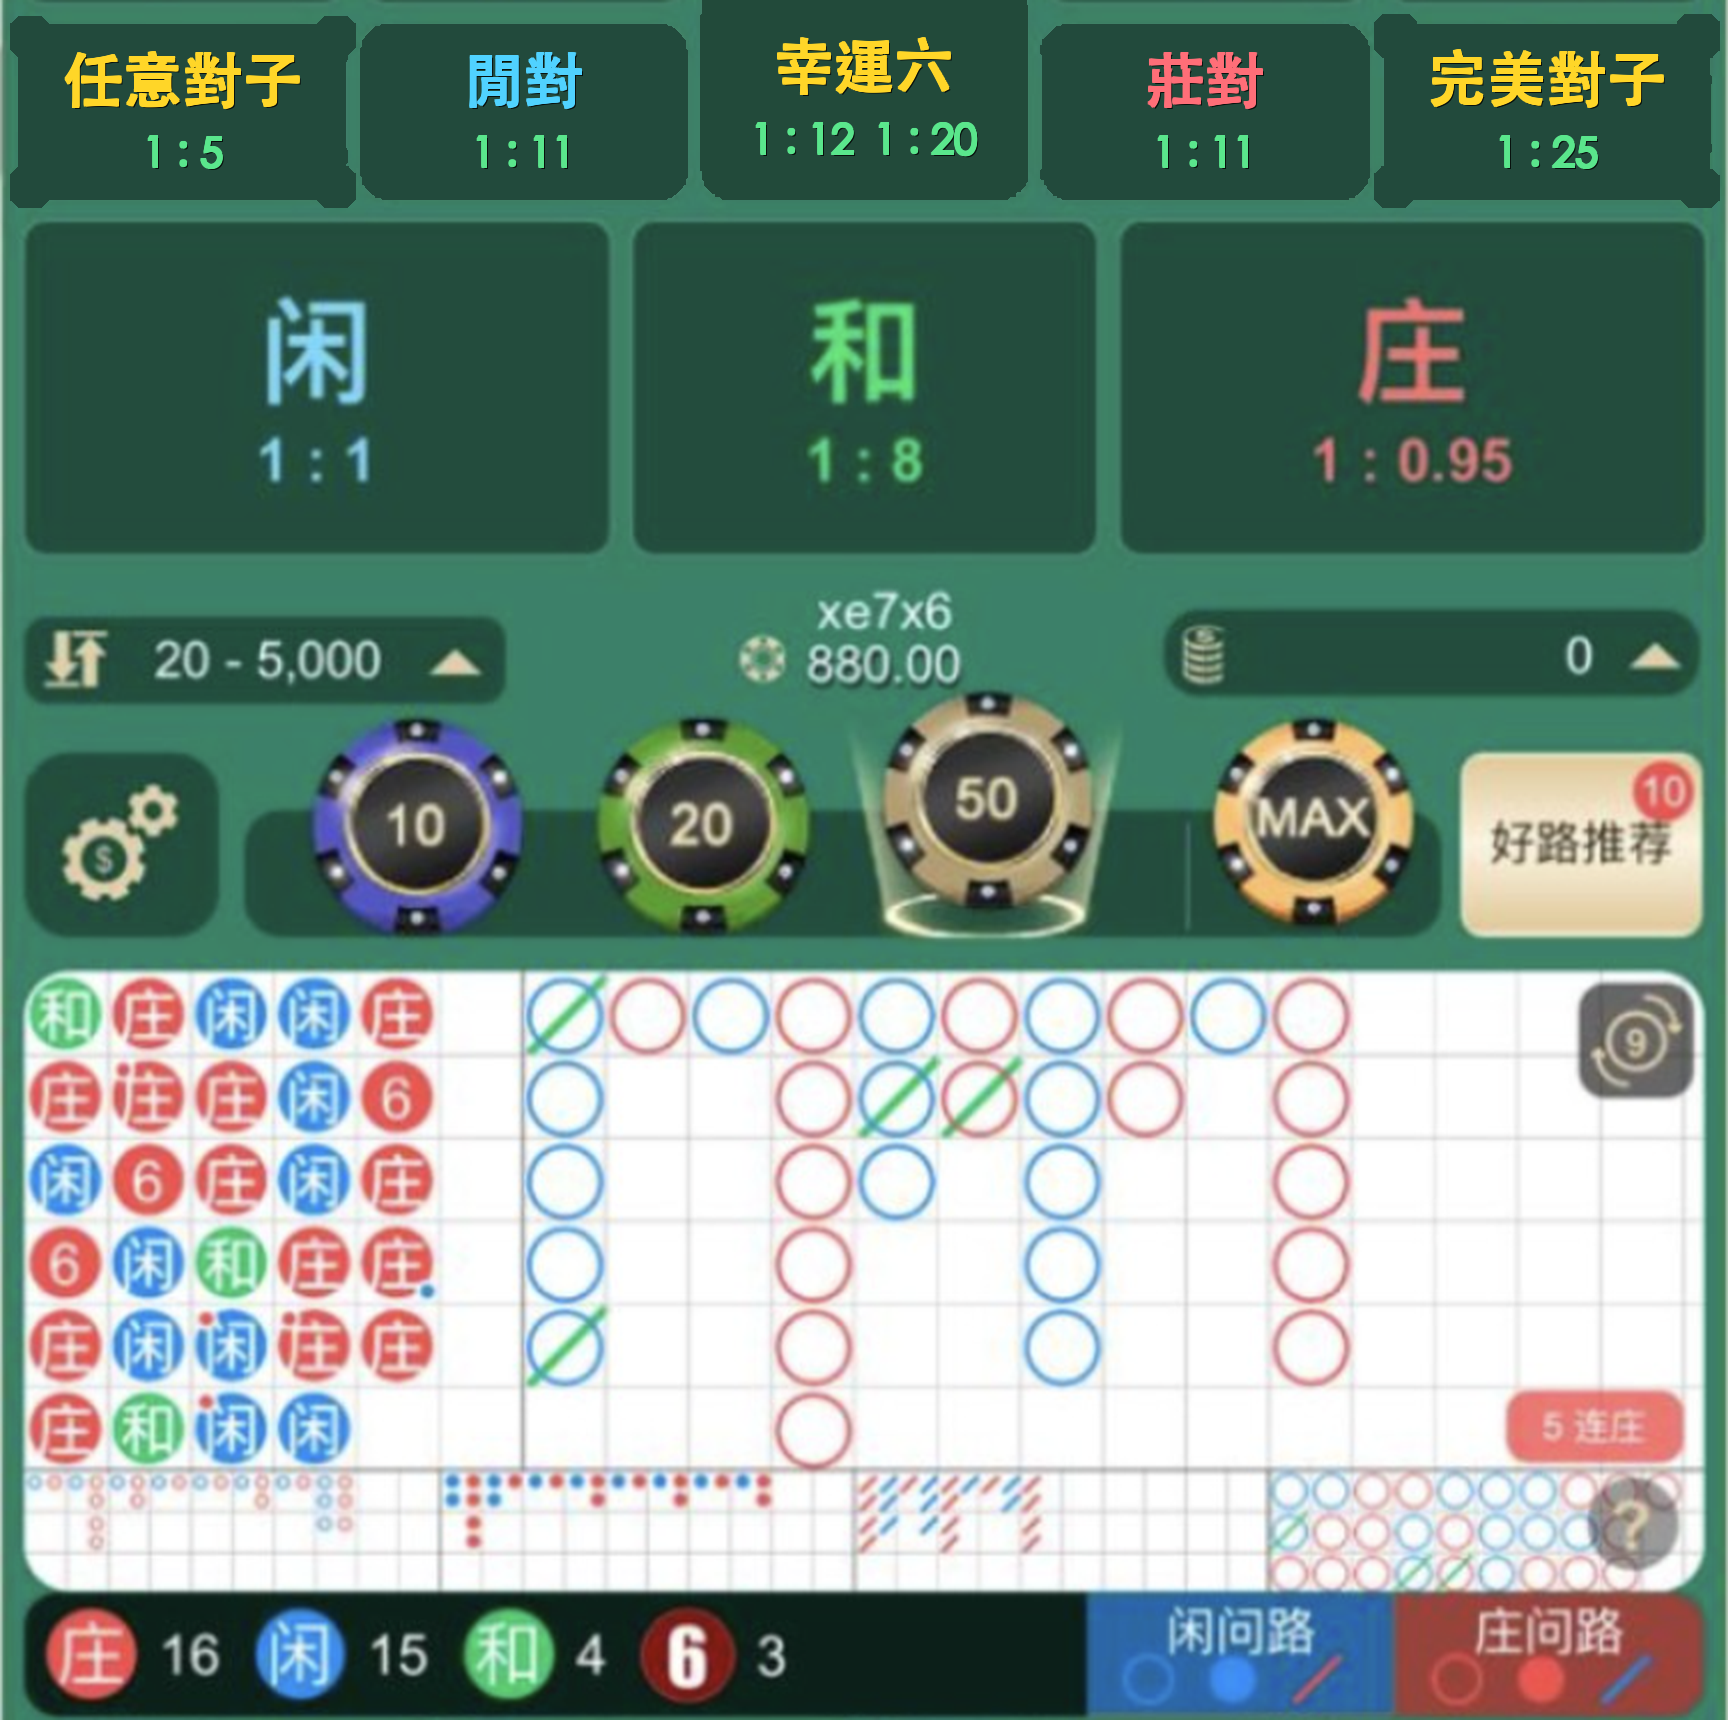 任意對子
1:5
閒對
1:11
幸運六
1:12 1:20
莊對
1:11
完美對子
1:25
闲
1:1
和
1:8
庄
1:0.95
20 - 5,000
xe7x6
880.00
0
10
20
50
MAX
10
好路推荐
和 庄 闲 闲 庄
9
庄 庄 庄 闲 6
闲 6 庄 闲 庄
6 闲 和 庄 庄
庄 闲 闲 庄 庄
庄 和 闲 闲
5 连庄
?
庄 16 闲 15 和 4 6 3
闲问路
庄问路